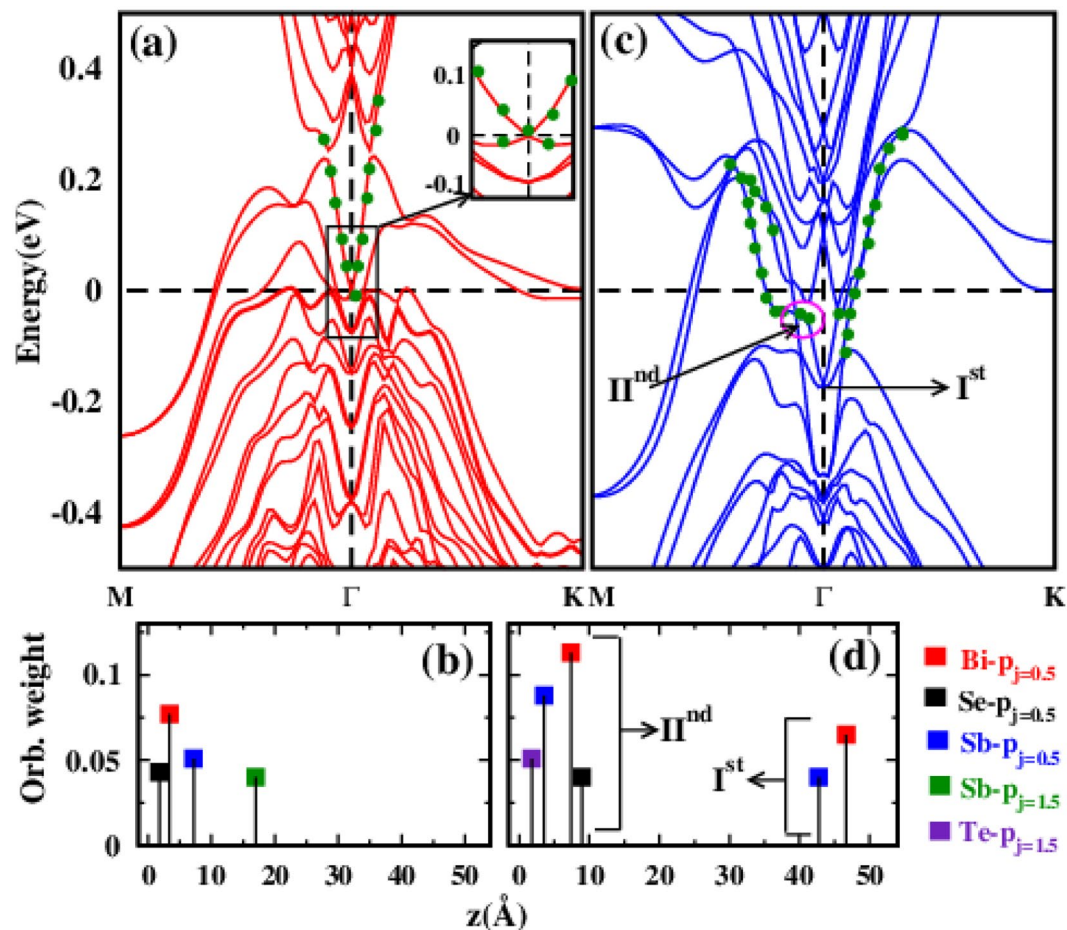 (a)
(c)
0.4
0.2
0
-0.2
-0.4
Energy(eV)
0.1
0
-0.1
II^nd
I^st
M
Γ
K
M
Γ
K
(b)
(d)
0.1
0.05
0
Orb. weight
II^nd
I^st
0 10 20 30 40 50
0 10 20 30 40 50
z(Å)
Bi-p_j=0.5
Se-p_j=0.5
Sb-p_j=0.5
Sb-p_j=1.5
Te-p_j=1.5